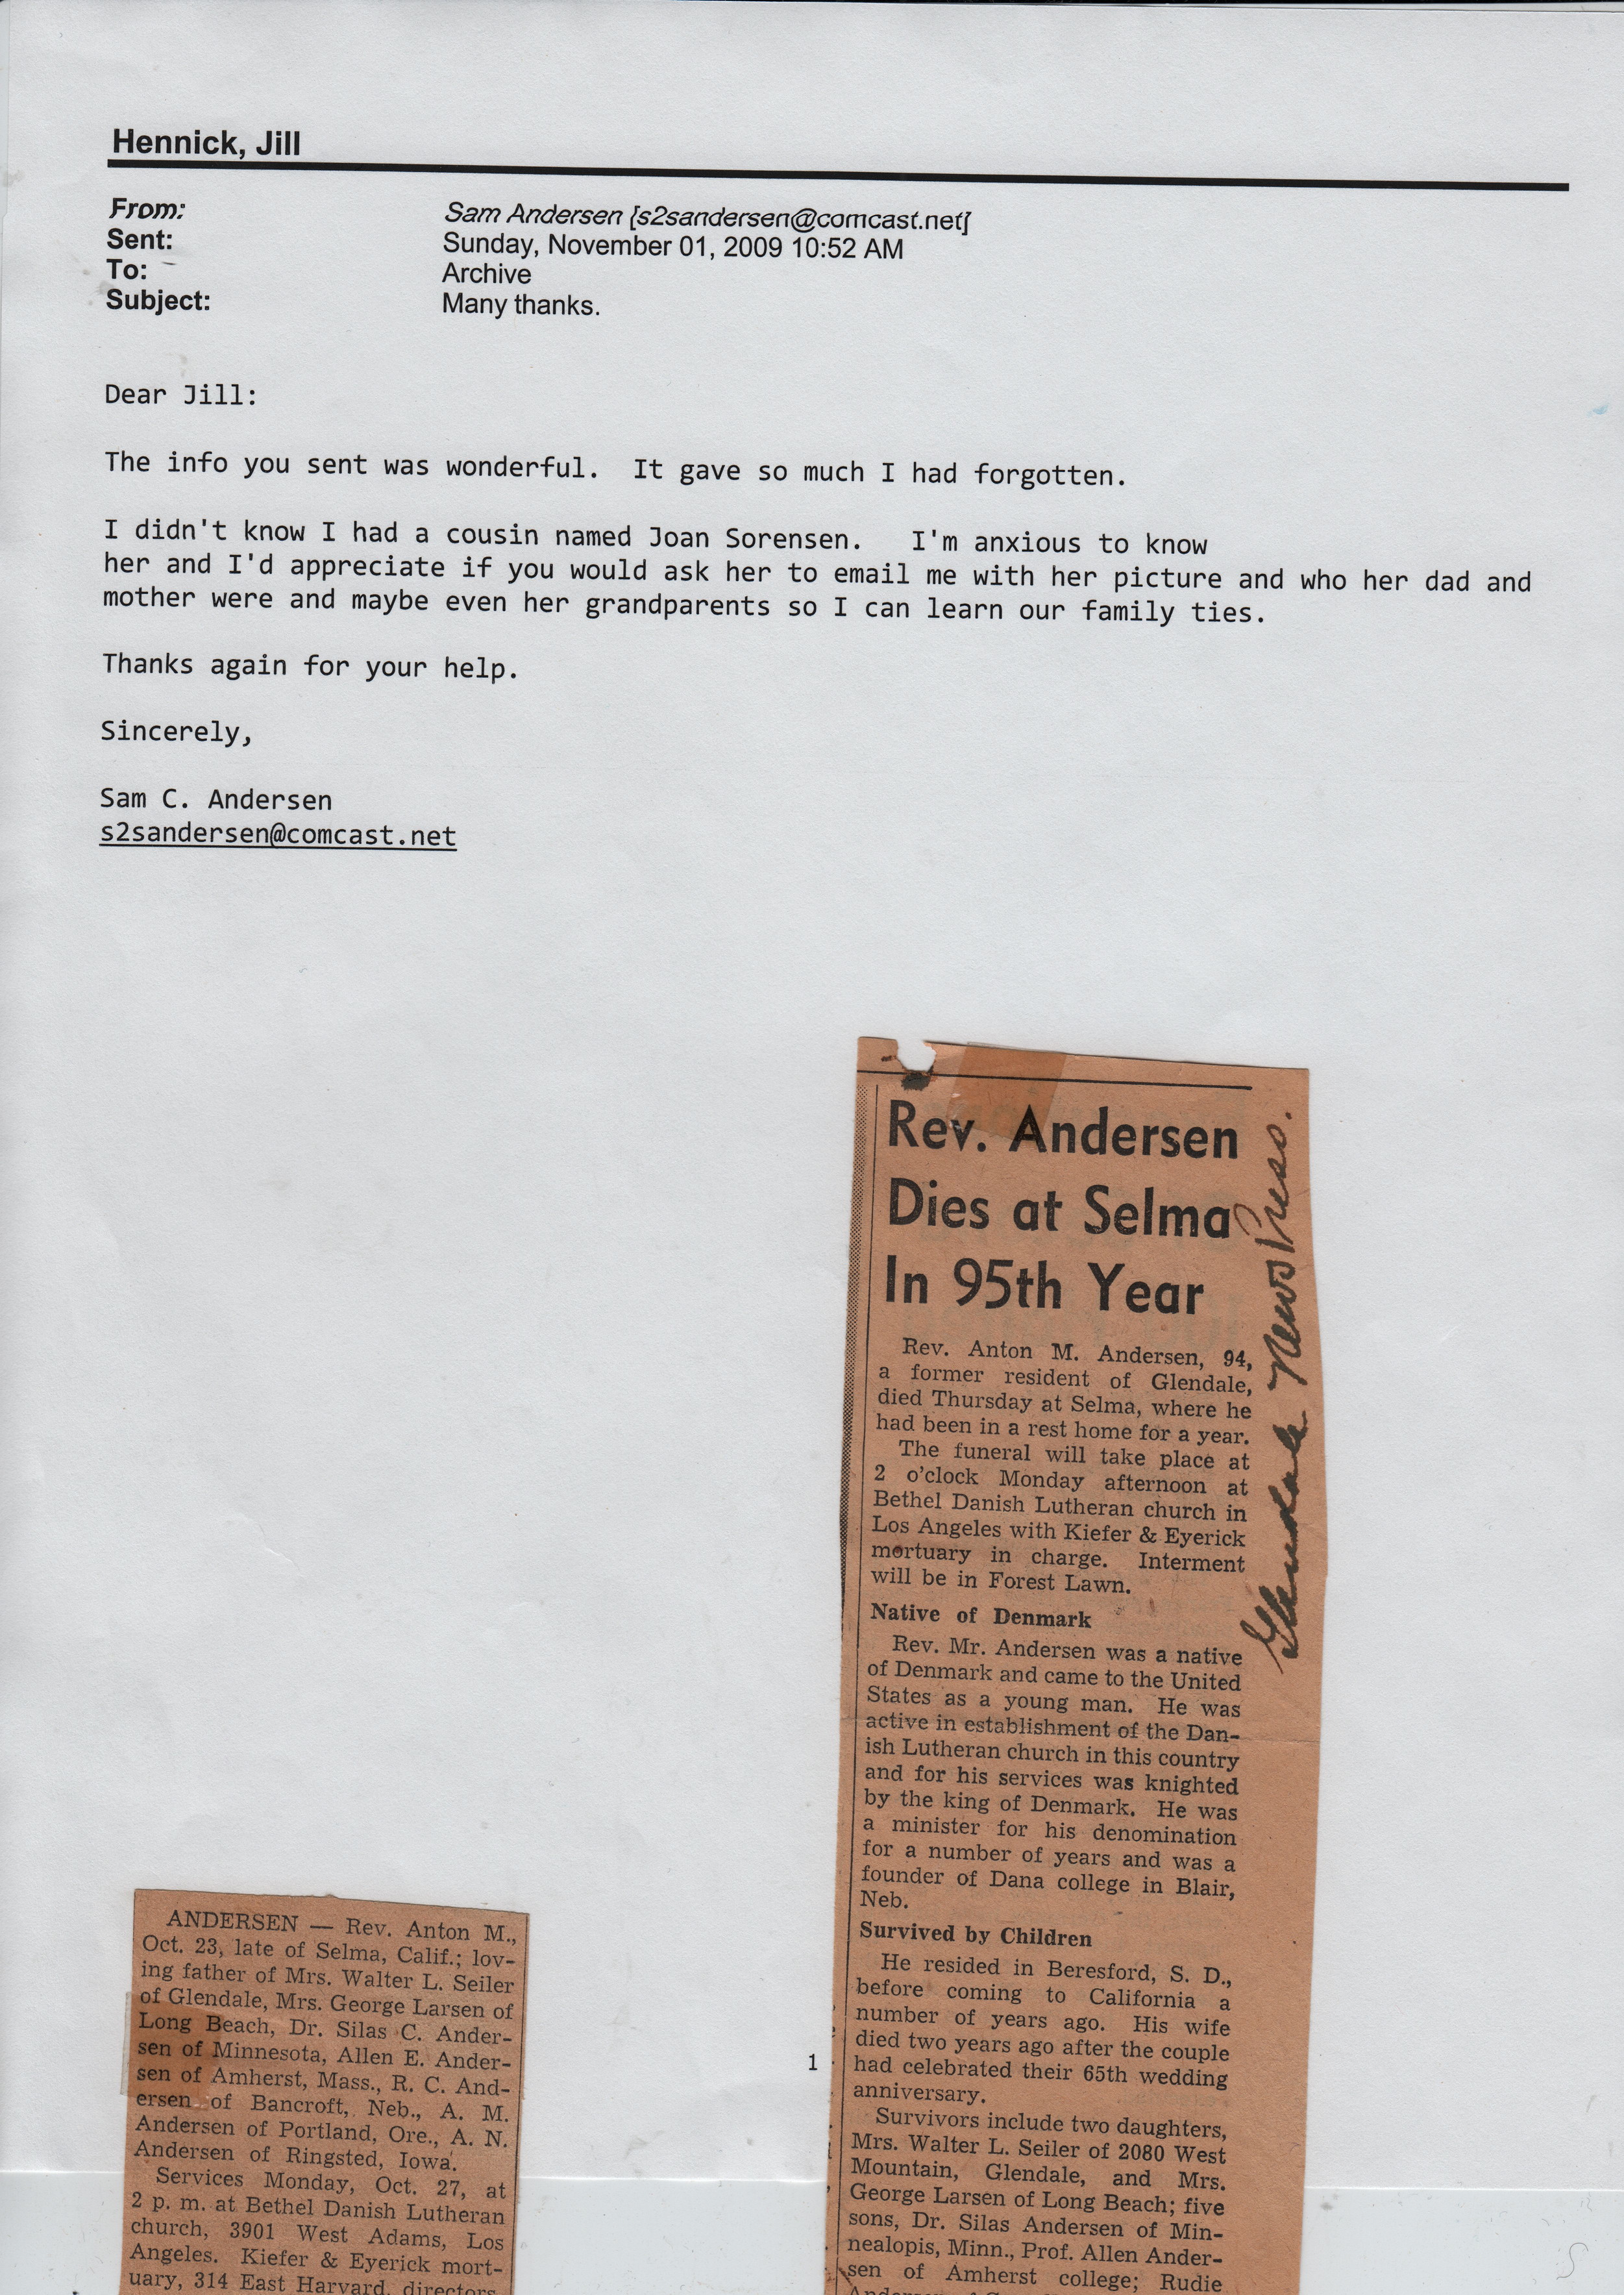 Hennick, Jill
From: Sam Andersen [s2sandersen@comcast.net]
Sent: Sunday, November 01, 2009 10:52 AM
To: Archive
Subject: Many thanks.
Dear Jill:
The info you sent was wonderful. It gave so much I had forgotten.
I didn't know I had a cousin named Joan Sorensen. I'm anxious to know
her and I'd appreciate if you would ask her to email me with her picture and who her dad and
mother were and maybe even her grandparents so I can learn our family ties.
Thanks again for your help.
Sincerely,
Sam C. Andersen
s2sandersen@comcast.net
Rev. Andersen
Dies at Selma
In 95th Year
Rev. Anton M. Andersen, 94,
a former resident of Glendale,
died Thursday at Selma, where he
had been in a rest home for a year.
The funeral will take place at
2 o'clock Monday afternoon at
Bethel Danish Lutheran church in
Los Angeles with Kiefer & Eyerick
mortuary in charge. Interment
will be in Forest Lawn.
Native of Denmark
Rev. Mr. Andersen was a native
of Denmark and came to the United
States as a young man. He was
active in establishment of the Dan-
ish Lutheran church in this country
and for his services was knighted
by the king of Denmark. He was
a minister for his denomination
for a number of years and was a
founder of Dana college in Blair,
Neb.
Survived by Children
He resided in Beresford, S. D.,
before coming to California a
number of years ago. His wife
died two years ago after the couple
had celebrated their 65th wedding
anniversary.
Survivors include two daughters,
Mrs. Walter L. Seiler of 2080 West
Mountain, Glendale, and Mrs.
George Larsen of Long Beach; five
sons, Dr. Silas Andersen of Min-
nealopis, Minn., Prof. Allen Ander-
sen of Amherst college; Rudie
Glendale News Press.
ANDERSEN — Rev. Anton M.,
Oct. 23, late of Selma, Calif.; lov-
ing father of Mrs. Walter L. Seiler
of Glendale, Mrs. George Larsen of
Long Beach, Dr. Silas C. Ander-
sen of Minnesota, Allen E. Ander-
sen of Amherst, Mass., R. C. And-
ersen of Bancroft, Neb., A. M.
Andersen of Portland, Ore., A. N.
Andersen of Ringsted, Iowa.
Services Monday, Oct. 27, at
2 p. m. at Bethel Danish Lutheran
church, 3901 West Adams, Los
Angeles. Kiefer & Eyerick mort-
uary, 314 East Harvard, directors.
1